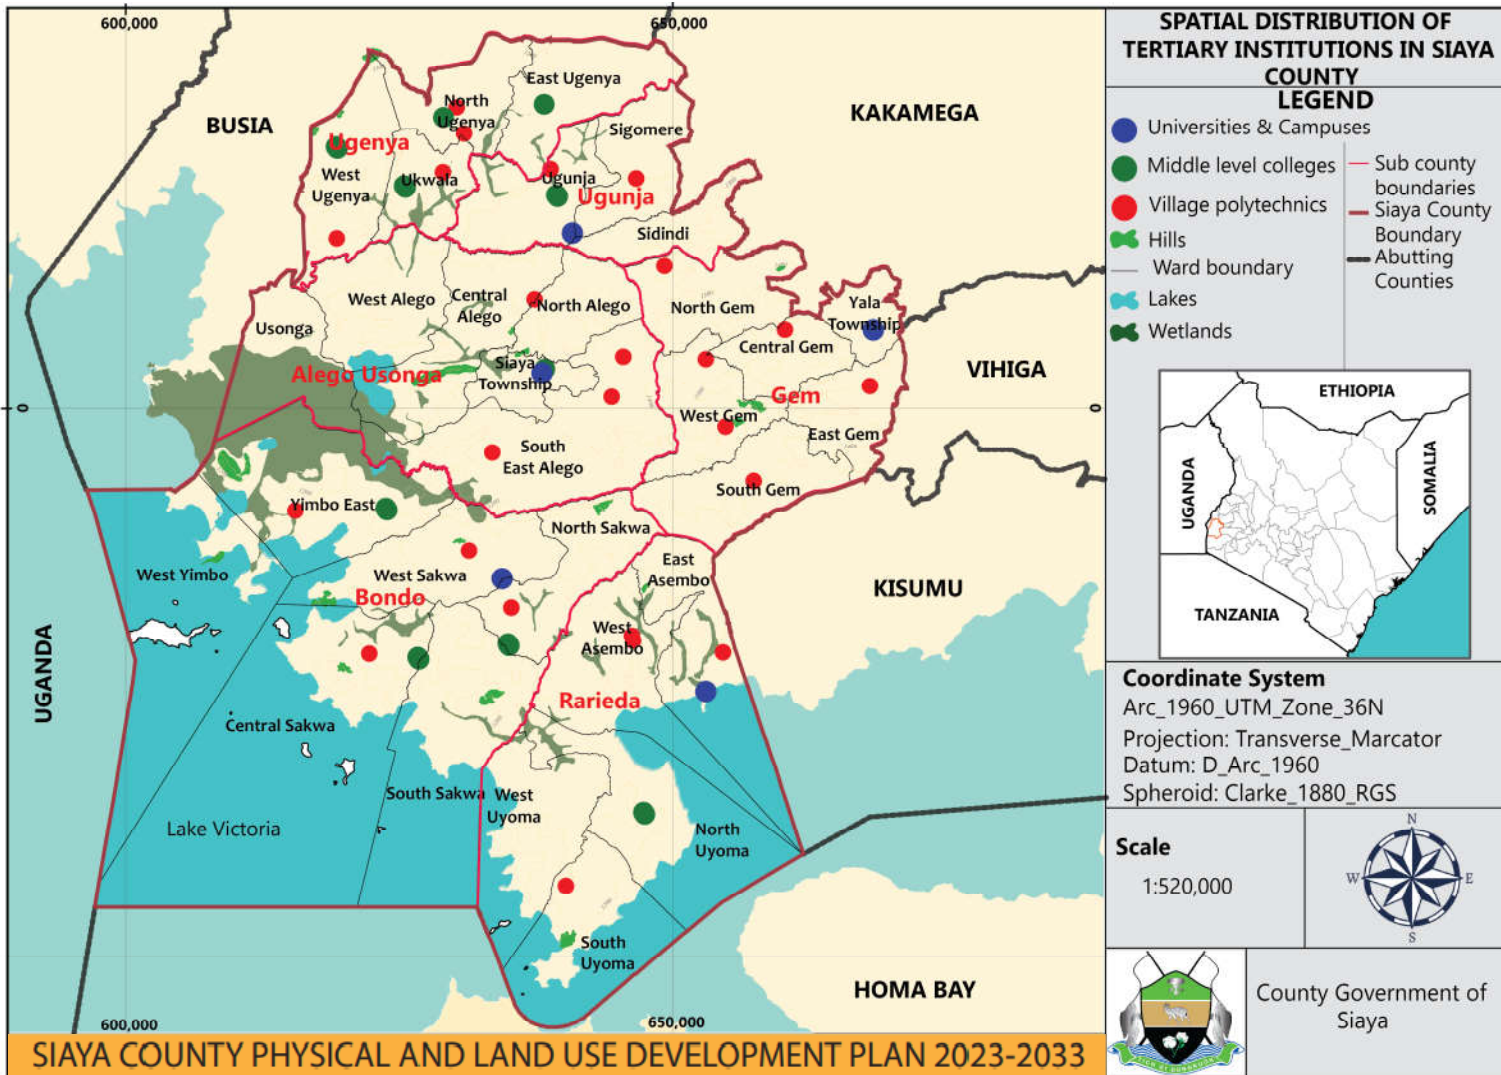 600,000
650,000
BUSIA
KAKAMEGA
East Ugenya
North
Ugenya
Sigomere
Ugenya
West
Ugenya
Ukwala
Ugunja
Ugunja
Sidindi
West Alego
Central
Alego
North Alego
North Gem
Yala
Township
Usonga
Central Gem
Siaya
Township
Alego Usonga
VIHIGA
Gem
0
0
West Gem
East Gem
South
East Alego
South Gem
Yimbo East
North Sakwa
East
Asembo
West Yimbo
West Sakwa
Bondo
KISUMU
West
Asembo
UGANDA
Rarieda
Central Sakwa
South Sakwa
West
Uyoma
Lake Victoria
North
Uyoma
South
Uyoma
HOMA BAY
600,000
650,000
SIAYA COUNTY PHYSICAL AND LAND USE DEVELOPMENT PLAN 2023-2033
SPATIAL DISTRIBUTION OF
TERTIARY INSTITUTIONS IN SIAYA
COUNTY
LEGEND
Universities & Campuses
Middle level colleges
Village polytechnics
Hills
Ward boundary
Lakes
Wetlands
Sub county
boundaries
Siaya County
Boundary
Abutting
Counties
ETHIOPIA
UGANDA
SOMALIA
TANZANIA
Coordinate System
Arc_1960_UTM_Zone_36N
Projection: Transverse_Marcator
Datum: D_Arc_1960
Spheroid: Clarke_1880_RGS
Scale
1:520,000
N
W
E
S
County Government of
Siaya